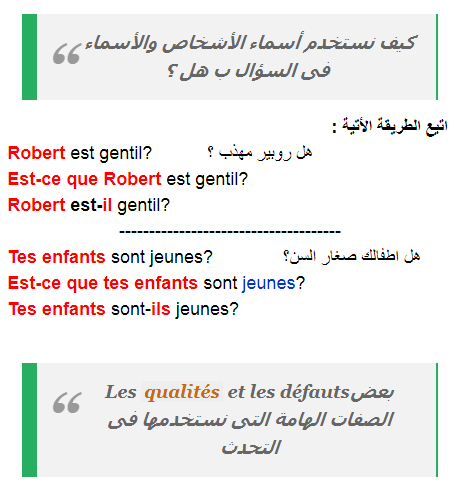 كيف نستخدم أسماء الأشخاص والأسماء
فى السؤال ب هل ؟
اتبع الطريقة الأتية :
Robert est gentil? هل روبير مهذب ؟
Est-ce que Robert est gentil?
Robert est-il gentil?
-------------------------------------
Tes enfants sont jeunes? هل اطفالك صغار السن؟
Est-ce que tes enfants sont jeunes?
Tes enfants sont-ils jeunes?
Les qualités et les défautsبعض
الصفات الهامة التى نستخدمها فى
التحدث